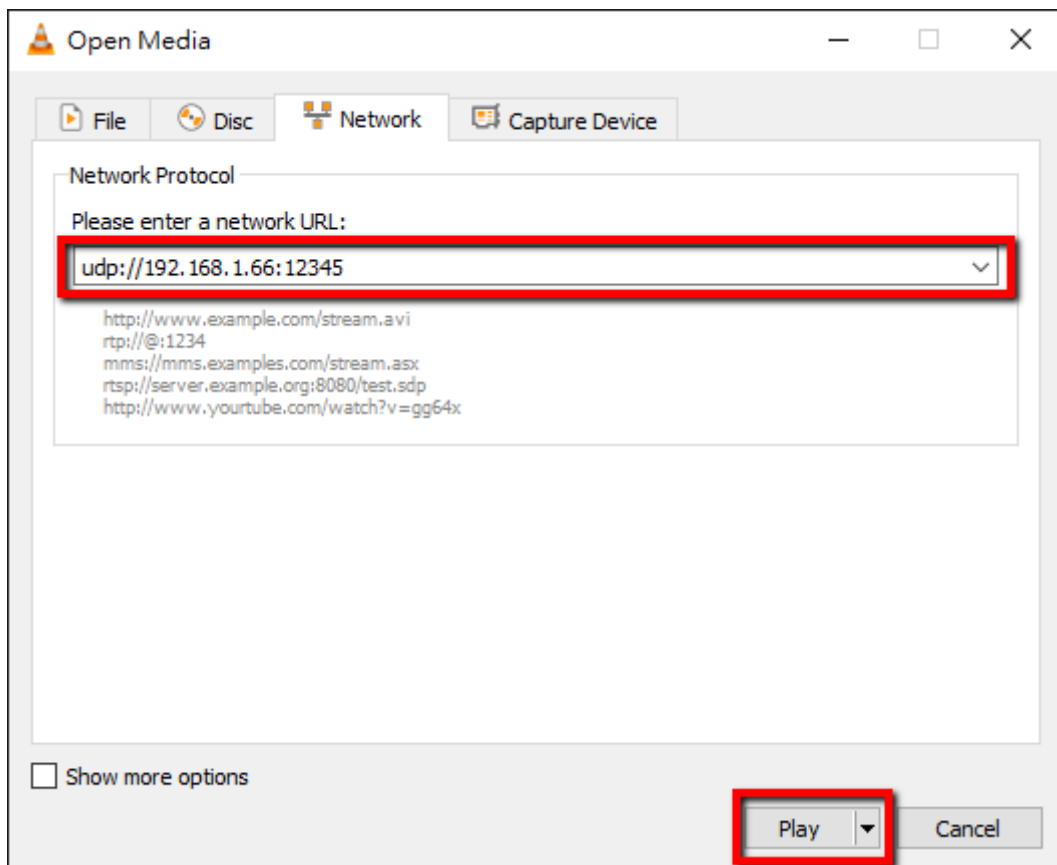 Open Media
File Disc Network Capture Device
Network Protocol
Please enter a network URL:
udp://192.168.1.66:12345
http://www.example.com/stream.avi
rtp://@:1234
mms://mms.examples.com/stream.asx
rtsp://server.example.org:8080/test.sdp
http://www.yourtube.com/watch?v=gg64x
Show more options
Play Cancel